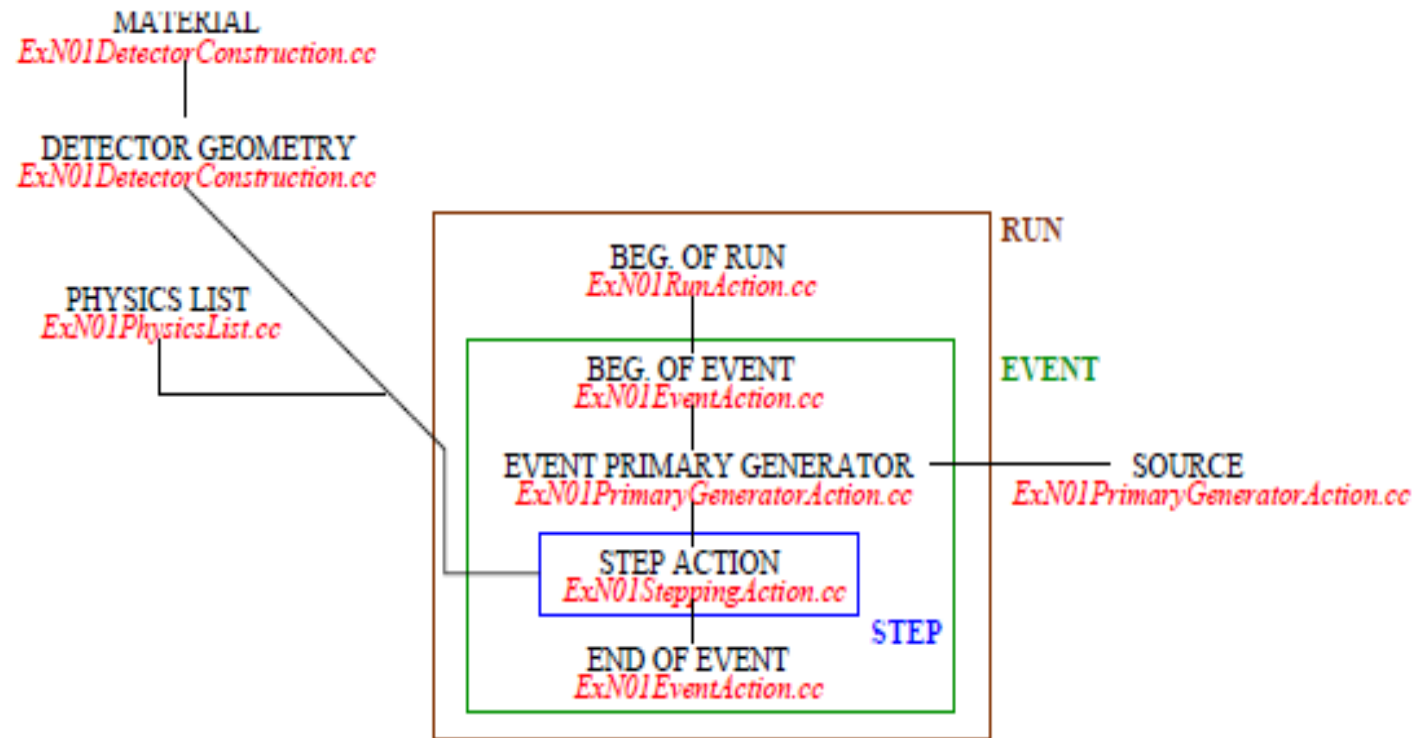 MATERIAL
ExN01DetectorConstruction.cc
DETECTOR GEOMETRY
ExN01DetectorConstruction.cc
PHYSICS LIST
ExN01PhysicsList.cc
RUN
BEG. OF RUN
ExN01RunAction.cc
EVENT
BEG. OF EVENT
ExN01EventAction.cc
EVENT PRIMARY GENERATOR
ExN01PrimaryGeneratorAction.cc
SOURCE
ExN01PrimaryGeneratorAction.cc
STEP ACTION
ExN01SteppingAction.cc
STEP
END OF EVENT
ExN01EventAction.cc